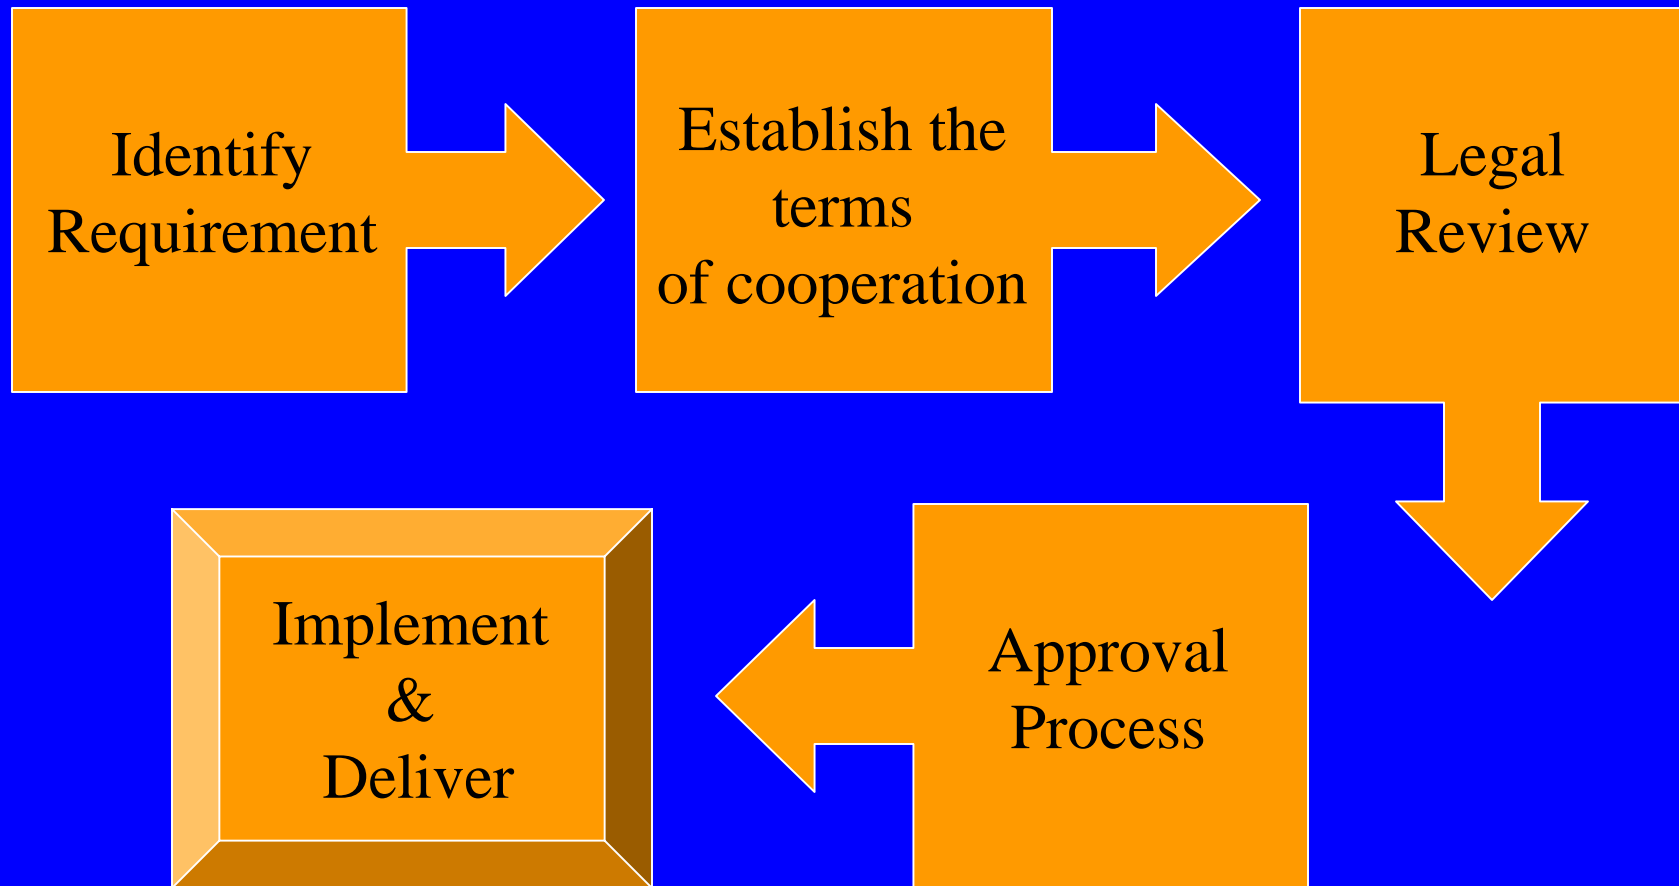 Identify
Requirement
Establish the
terms
of cooperation
Legal
Review
Approval
Process
Implement
&
Deliver